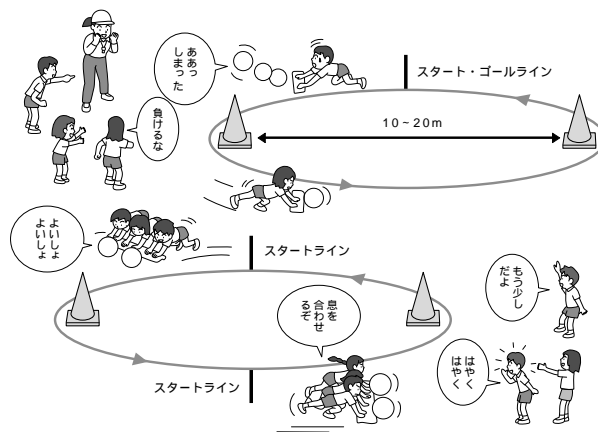 ああっ
しまった
スタート・ゴールライン
10~20m
負けるな
よいしょ
よいしょ
スタートライン
もう少し
だよ
息を
合わせ
るぞ
はやく
はやく
スタートライン